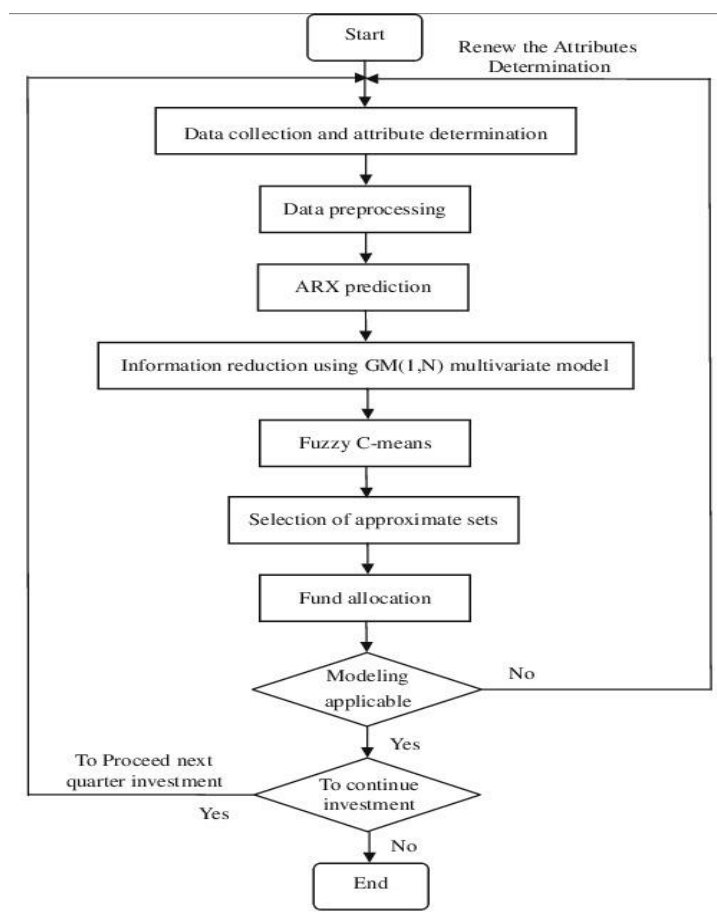 Start
Renew the Attributes
Determination
Data collection and attribute determination
Data preprocessing
ARX prediction
Information reduction using GM(1,N) multivariate model
Fuzzy C-means
Selection of approximate sets
Fund allocation
Modeling
applicable
No
Yes
To Proceed next
quarter investment
Yes
To continue
investment
No
End